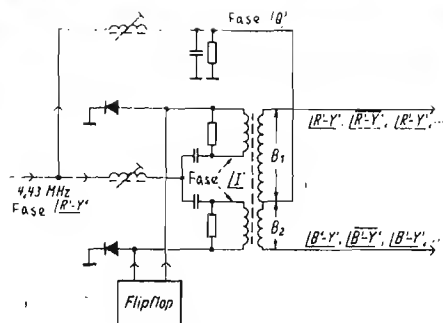 Fase 'Q'
R'-Y', R'-Y', R'-Y',...
B₁
Fase I
4,43 MHz
Fase R'-Y'
B₂
B'-Y', B'-Y', B'-Y',...
Flipflop